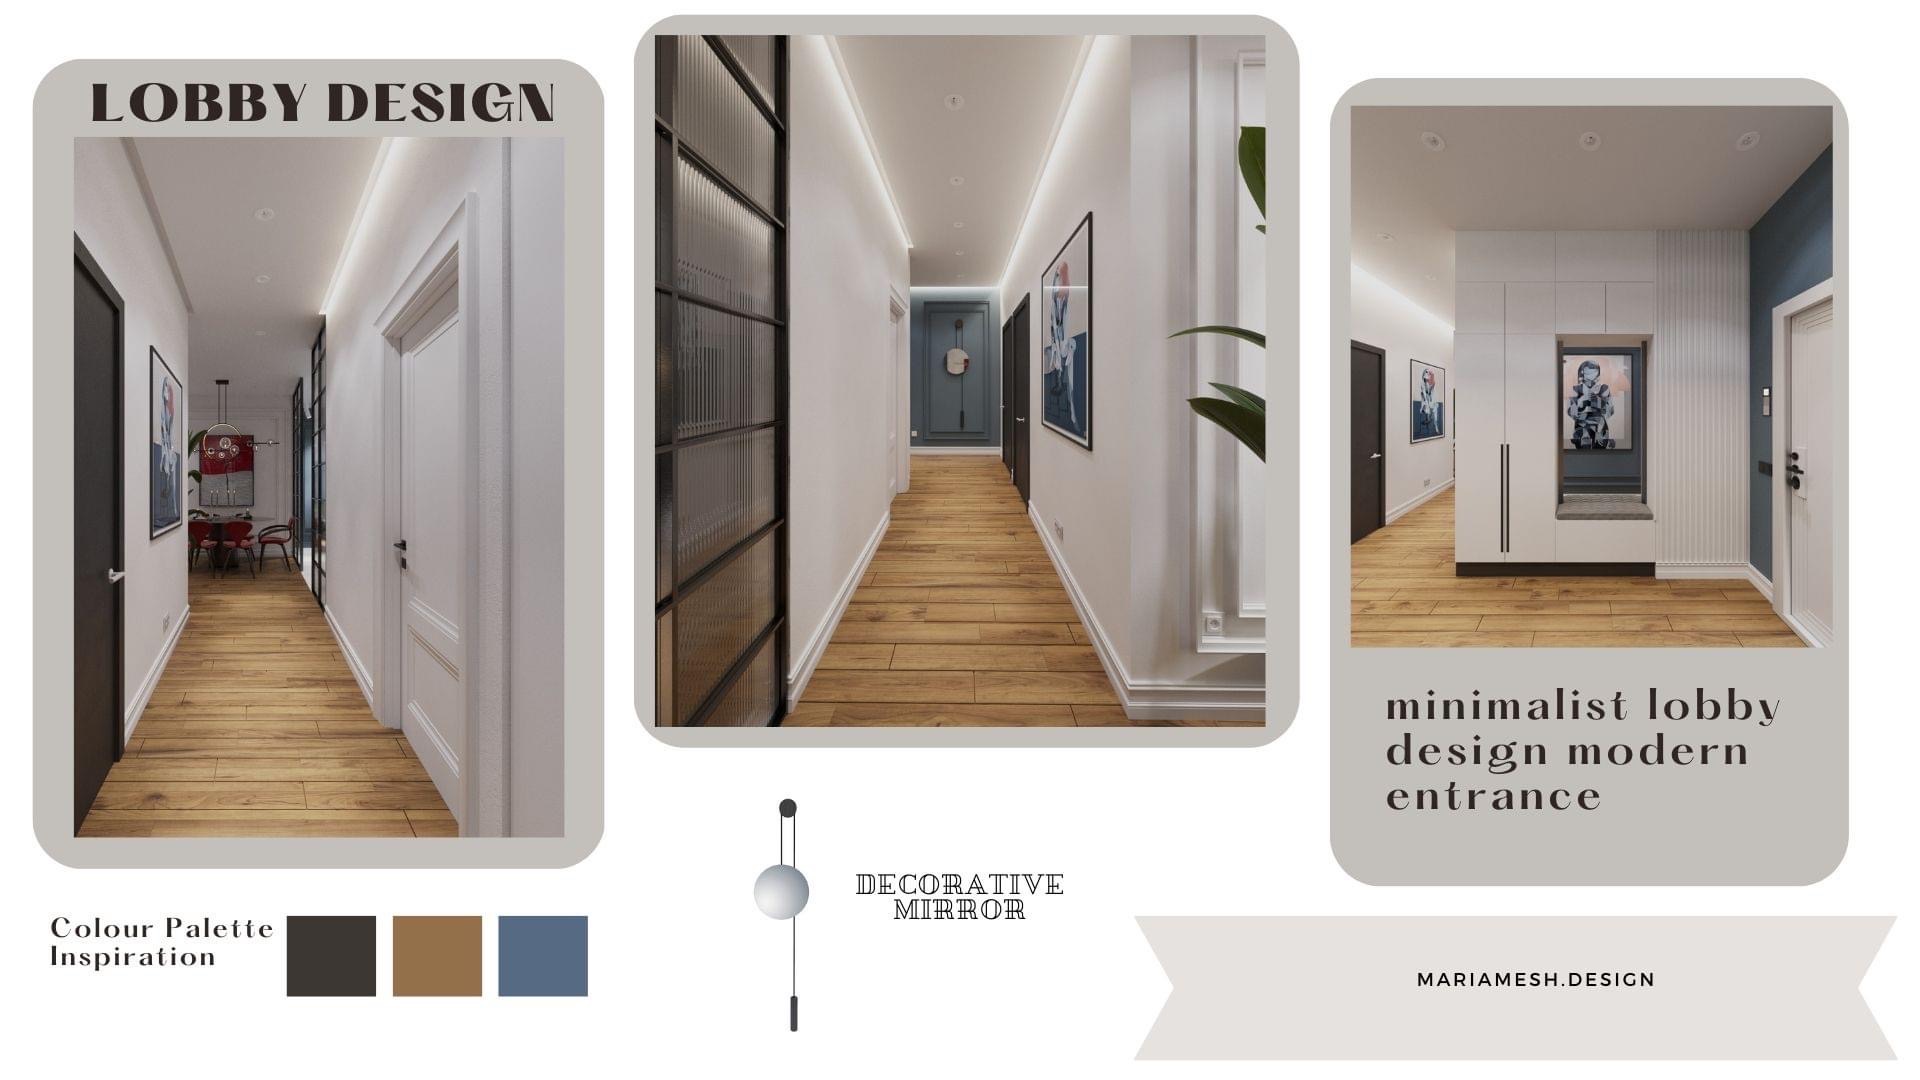 LOBBY DESIGN
minimalist lobby
design modern
entrance
Colour Palette
Inspiration
DECORATIVE
MIRROR
MARIAMESH.DESIGN